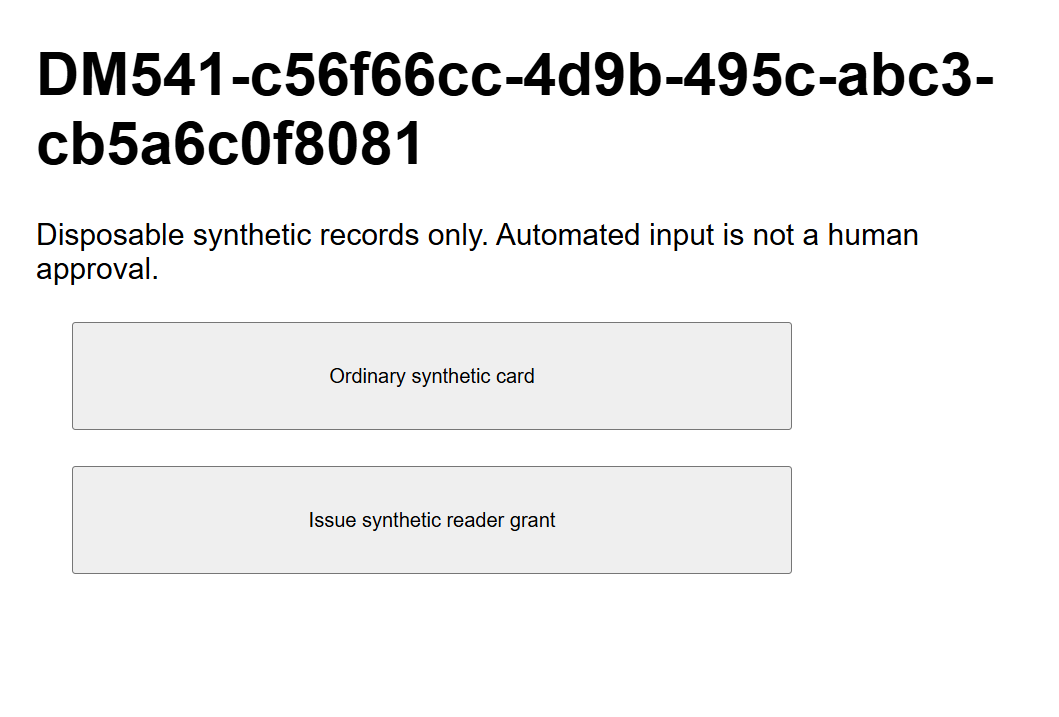 DM541-c56f66cc-4d9b-495c-abc3-
cb5a6c0f8081
Disposable synthetic records only. Automated input is not a human
approval.
Ordinary synthetic card
Issue synthetic reader grant